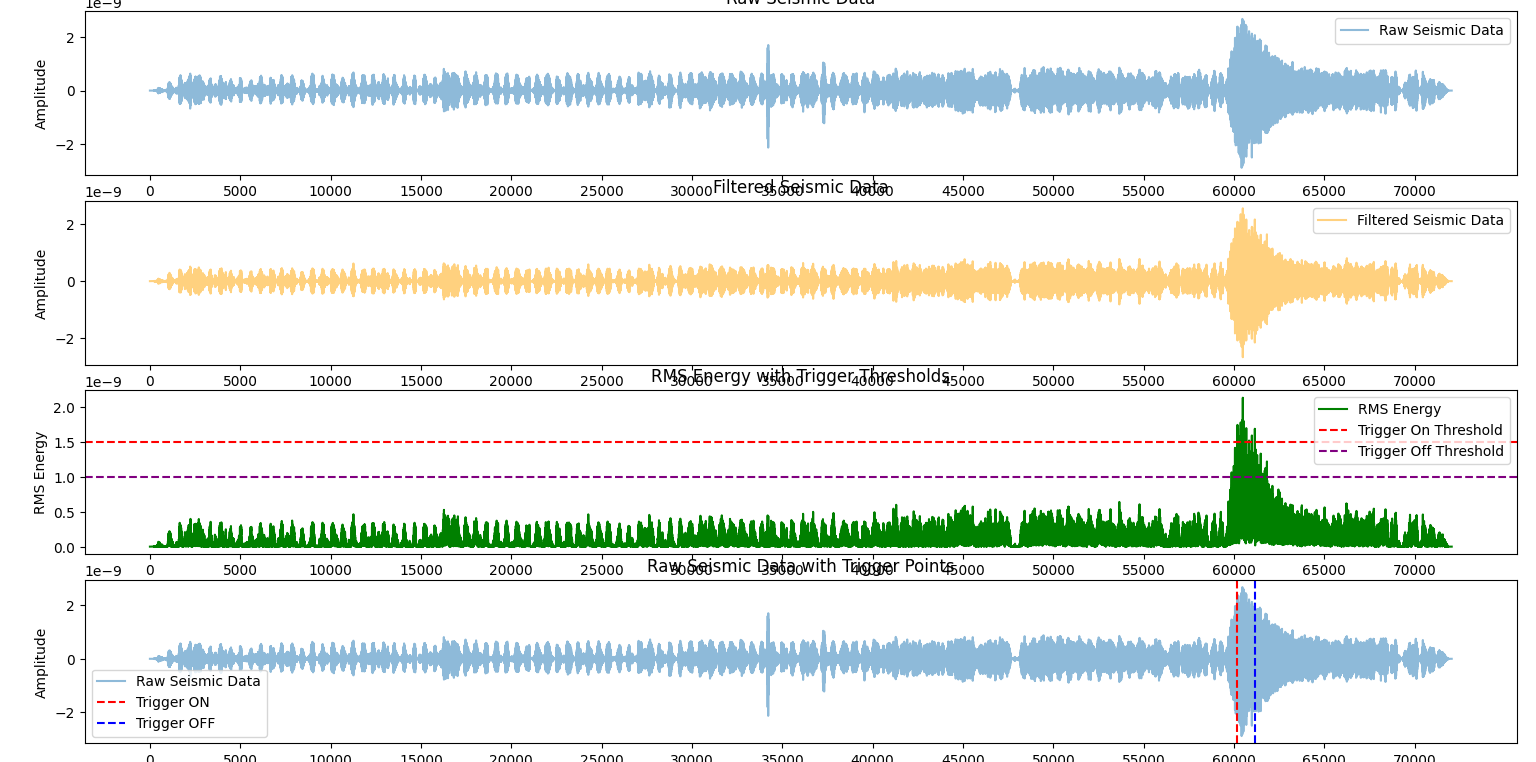 Raw Seismic Data
1e−9
2
0
−2
Amplitude
Raw Seismic Data
0 5000 10000 15000 20000 25000 30000 35000 40000 45000 50000 55000 60000 65000 70000
Filtered Seismic Data
1e−9
2
0
−2
Amplitude
Filtered Seismic Data
0 5000 10000 15000 20000 25000 30000 35000 40000 45000 50000 55000 60000 65000 70000
RMS Energy with Trigger Thresholds
1e−9
2.0
1.5
1.0
0.5
0.0
RMS Energy
RMS Energy
Trigger On Threshold
Trigger Off Threshold
0 5000 10000 15000 20000 25000 30000 35000 40000 45000 50000 55000 60000 65000 70000
Raw Seismic Data with Trigger Points
1e−9
2
0
−2
Amplitude
Raw Seismic Data
Trigger ON
Trigger OFF
0 5000 10000 15000 20000 25000 30000 35000 40000 45000 50000 55000 60000 65000 70000